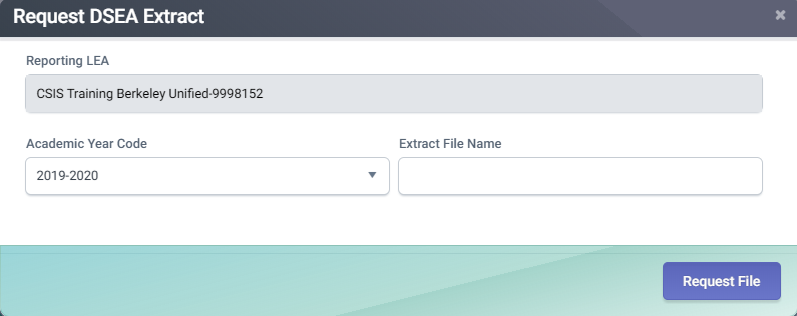 Request DSEA Extract
Reporting LEA
CSIS Training Berkeley Unified-9998152
Academic Year Code
Extract File Name
2019-2020
Request File